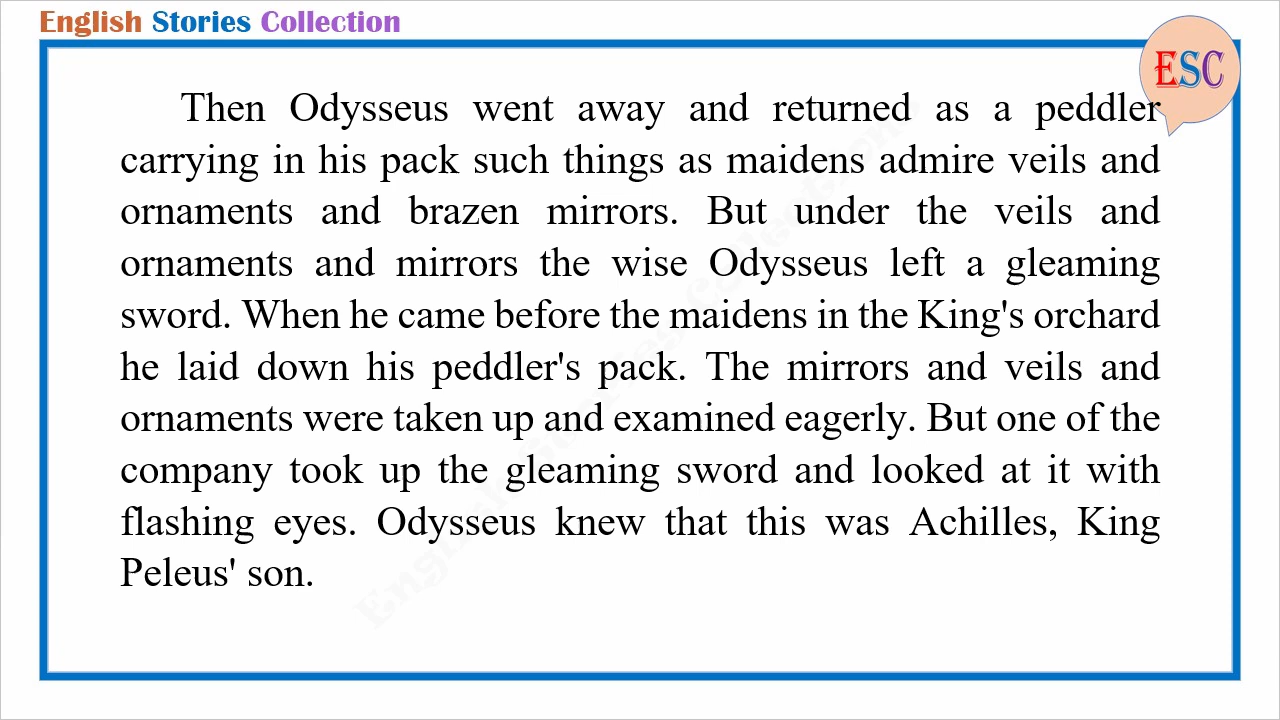 English Stories Collection
ESC
Then Odysseus went away and returned as a peddler
carrying in his pack such things as maidens admire veils and
ornaments and brazen mirrors. But under the veils and
ornaments and mirrors the wise Odysseus left a gleaming
sword. When he came before the maidens in the King's orchard
he laid down his peddler's pack. The mirrors and veils and
ornaments were taken up and examined eagerly. But one of the
company took up the gleaming sword and looked at it with
flashing eyes. Odysseus knew that this was Achilles, King
Peleus' son.
English Stories Collections